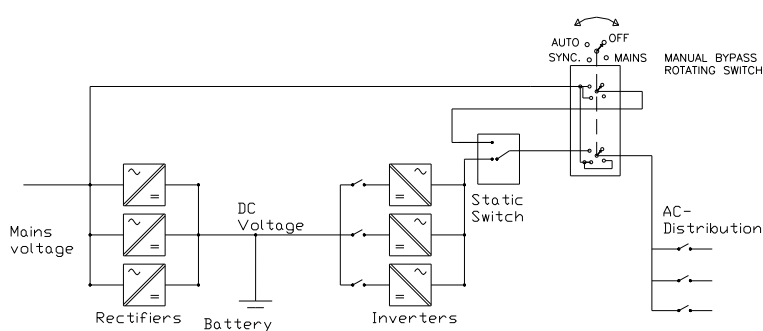 AUTO
OFF
SYNC.
MAINS
MANUAL BYPASS
ROTATING SWITCH
Static
Switch
DC
Voltage
AC-
Distribution
Mains
voltage
Rectifiers
Battery
Inverters